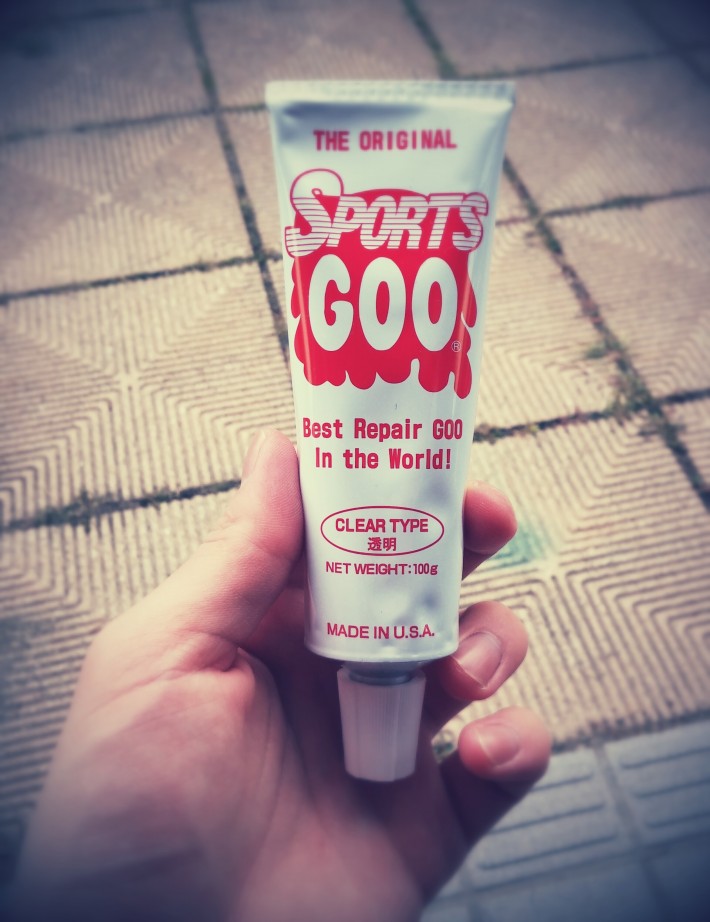 THE ORIGINAL
SPORTS
GOO®
Best Repair GOO
In the World!
CLEAR TYPE
透明
NET WEIGHT:100g
MADE IN U.S.A.